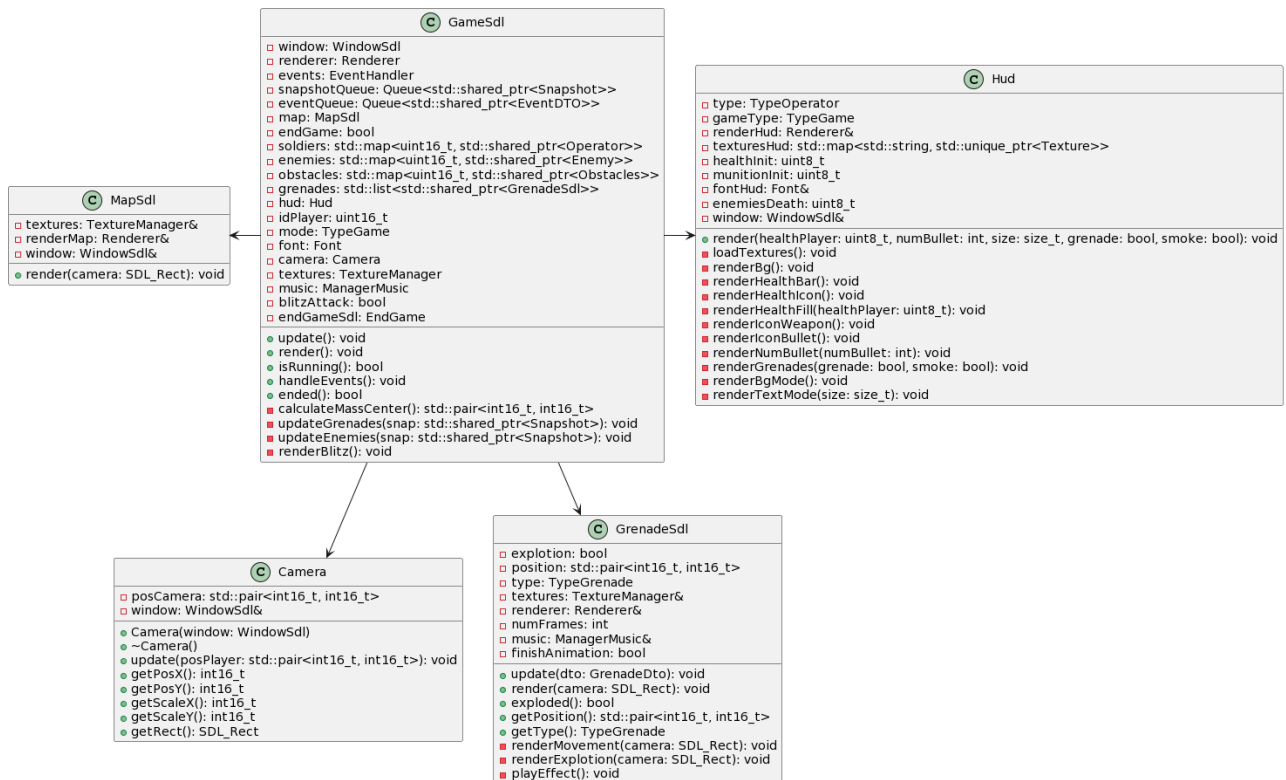 C GameSdl
window: WindowSdl
renderer: Renderer
events: EventHandler
snapshotQueue: Queue<std::shared_ptr<Snapshot>>
eventQueue: Queue<std::shared_ptr<EventDTO>>
map: MapSdl
endGame: bool
soldiers: std::map<uint16_t, std::shared_ptr<Operator>>
enemies: std::map<uint16_t, std::shared_ptr<Enemy>>
obstacles: std::map<uint16_t, std::shared_ptr<Obstacles>>
grenades: std::list<std::shared_ptr<GrenadeSdl>>
hud: Hud
idPlayer: uint16_t
mode: TypeGame
font: Font
camera: Camera
textures: TextureManager
music: ManagerMusic
blitzAttack: bool
endGameSdl: EndGame
update(): void
render(): void
isRunning(): bool
handleEvents(): void
ended(): bool
calculateMassCenter(): std::pair<int16_t, int16_t>
updateGrenades(snap: std::shared_ptr<Snapshot>): void
updateEnemies(snap: std::shared_ptr<Snapshot>): void
renderBlitz(): void
C MapSdl
textures: TextureManager&
renderMap: Renderer&
window: WindowSdl&
render(camera: SDL_Rect): void
C Hud
type: TypeOperator
gameType: TypeGame
renderHud: Renderer&
texturesHud: std::map<std::string, std::unique_ptr<Texture>>
healthInit: uint8_t
munitionInit: uint8_t
fontHud: Font&
enemiesDeath: uint8_t
window: WindowSdl&
render(healthPlayer: uint8_t, numBullet: int, size: size_t, grenade: bool, smoke: bool): void
loadTextures(): void
renderBg(): void
renderHealthBar(): void
renderHealthIcon(): void
renderHealthFill(healthPlayer: uint8_t): void
renderIconWeapon(): void
renderIconBullet(): void
renderNumBullet(numBullet: int): void
renderGrenades(grenade: bool, smoke: bool): void
renderBgMode(): void
renderTextMode(size: size_t): void
C Camera
posCamera: std::pair<int16_t, int16_t>
window: WindowSdl&
Camera(window: WindowSdl)
~Camera()
update(posPlayer: std::pair<int16_t, int16_t>): void
getPosX(): int16_t
getPosY(): int16_t
getScaleX(): int16_t
getScaleY(): int16_t
getRect(): SDL_Rect
C GrenadeSdl
explotion: bool
position: std::pair<int16_t, int16_t>
type: TypeGrenade
textures: TextureManager&
renderer: Renderer&
numFrames: int
music: ManagerMusic&
finishAnimation: bool
update(dto: GrenadeDto): void
render(camera: SDL_Rect): void
exploded(): bool
getPosition(): std::pair<int16_t, int16_t>
getType(): TypeGrenade
renderMovement(camera: SDL_Rect): void
renderExplotion(camera: SDL_Rect): void
playEffect(): void